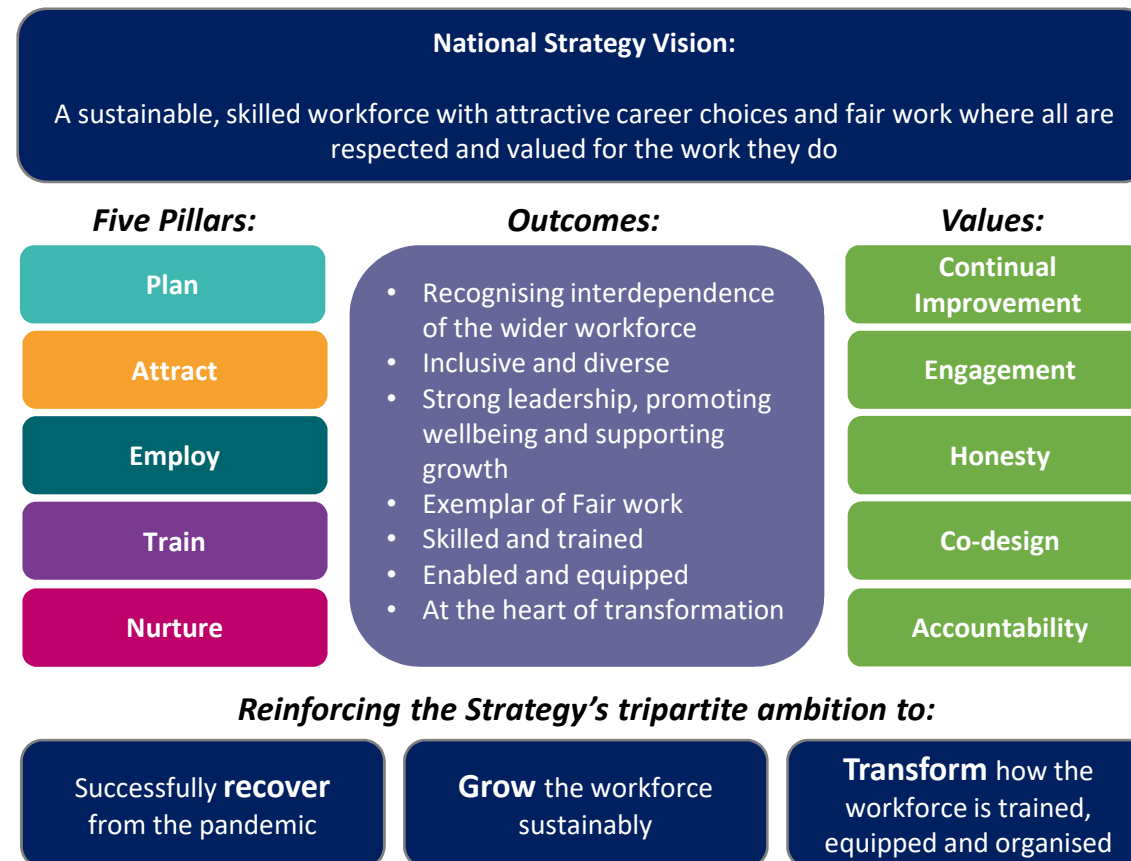 National Strategy Vision:
A sustainable, skilled workforce with attractive career choices and fair work where all are
respected and valued for the work they do
Five Pillars:
Plan
Attract
Employ
Train
Nurture
Outcomes:
• Recognising interdependence
of the wider workforce
• Inclusive and diverse
• Strong leadership, promoting
wellbeing and supporting
growth
• Exemplar of Fair work
• Skilled and trained
• Enabled and equipped
• At the heart of transformation
Values:
Continual
Improvement
Engagement
Honesty
Co-design
Accountability
Reinforcing the Strategy’s tripartite ambition to:
Successfully recover
from the pandemic
Grow the workforce
sustainably
Transform how the
workforce is trained,
equipped and organised